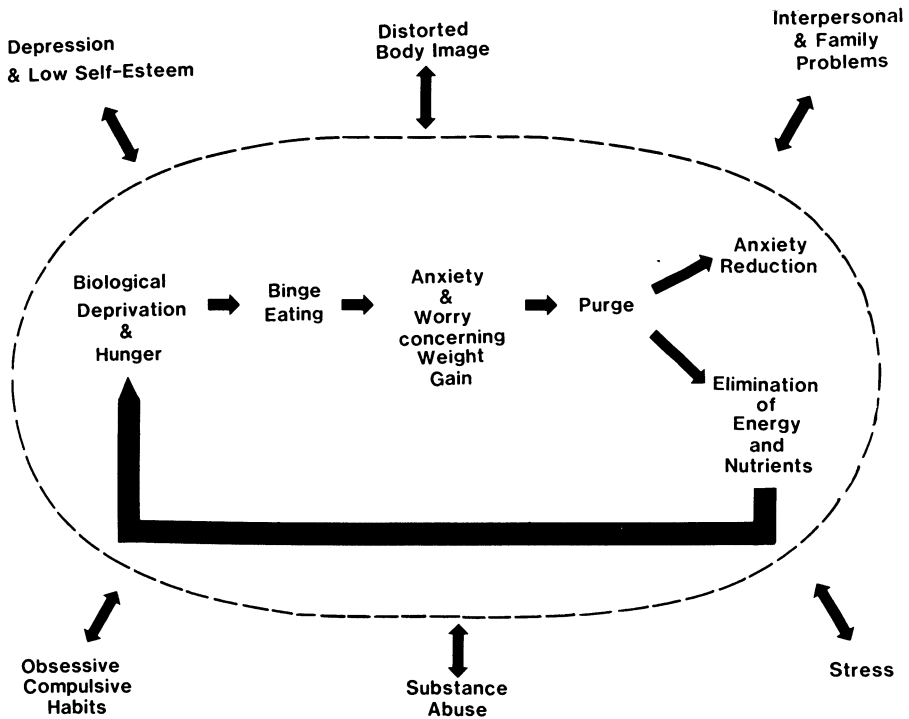 Depression
& Low Self-Esteem
Distorted
Body Image
Interpersonal
& Family
Problems
Biological
Deprivation
&
Hunger
Binge
Eating
Anxiety
&
Worry
concerning
Weight
Gain
Purge
Anxiety
Reduction
Elimination
of
Energy
and
Nutrients
Obsessive
Compulsive
Habits
Substance
Abuse
Stress